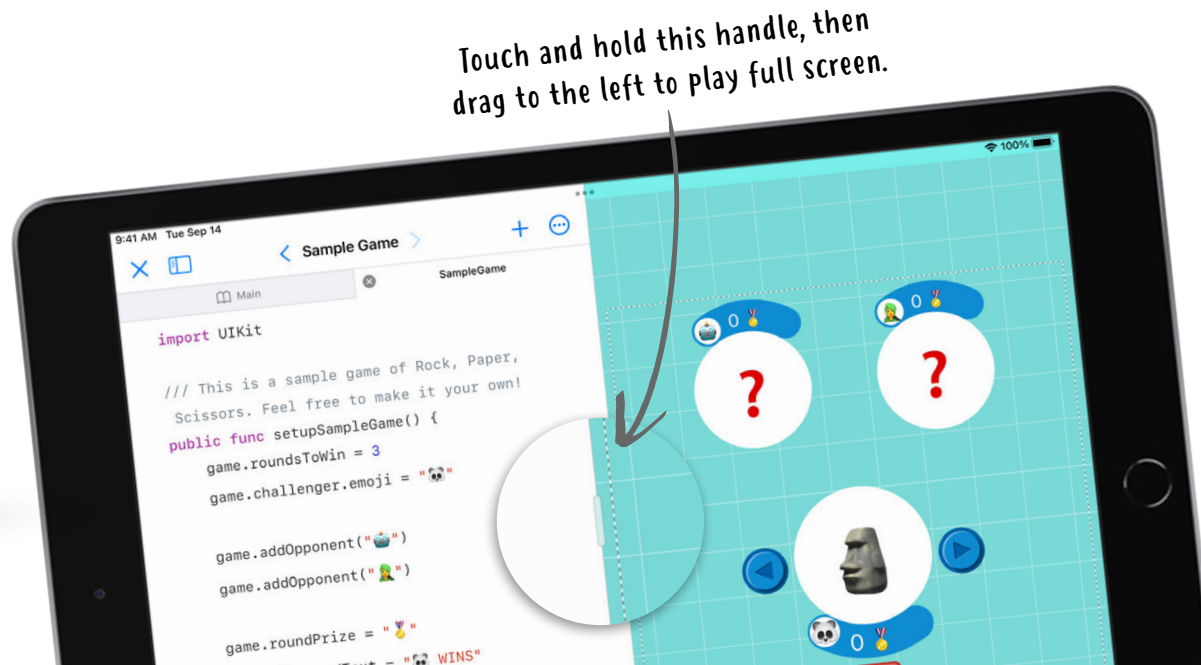 Touch and hold this handle, then
drag to the left to play full screen.
9:41 AM Tue Sep 14
100%
Sample Game
Main
SampleGame
import UIKit
/// This is a sample game of Rock, Paper,
Scissors. Feel free to make it your own!
public func setupSampleGame() {
game.roundsToWin = 3
game.challenger.emoji = "🐼"
game.addOpponent("🤖")
game.addOpponent("🧝‍♂️")
game.roundPrize = "🏅"
= "🐼 WINS"
0
0
?
?
0